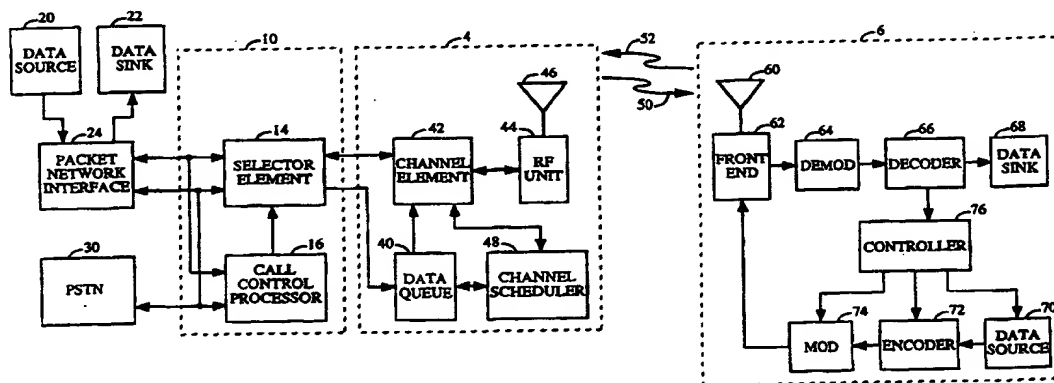 20
DATA
SOURCE
22
DATA
SINK
24
PACKET
NETWORK
INTERFACE
30
PSTN
10
14
SELECTOR
ELEMENT
16
CALL
CONTROL
PROCESSOR
4
42
CHANNEL
ELEMENT
46
44
RF
UNIT
40
DATA
QUEUE
48
CHANNEL
SCHEDULER
52
50
6
60
62
FRONT
END
64
DEMOD
66
DECODER
68
DATA
SINK
76
CONTROLLER
74
MOD
72
ENCODER
70
DATA
SOURCE